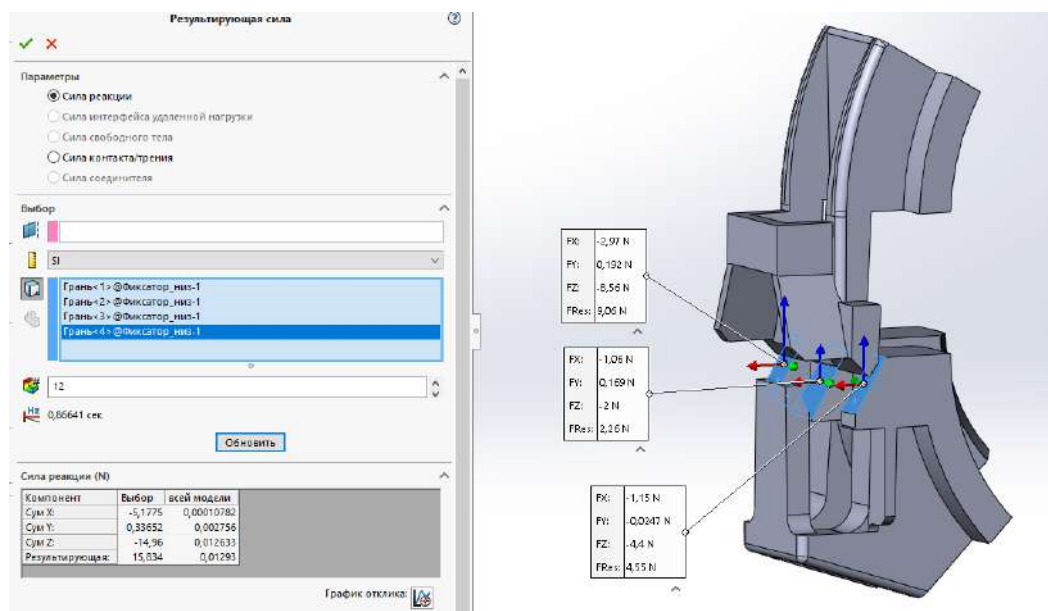 Результирующая сила
Параметры
Сила реакции
Сила интерфейса удаленной нагрузки
Сила свободного тела
Сила контакта/трения
Сила соединителя
Выбор
SI
Грань<1>@Фиксатор_низ-1
Грань<2>@Фиксатор_низ-1
Грань<3>@Фиксатор_низ-1
Грань<4>@Фиксатор_низ-1
12
0,86641 сек
Обновить
Сила реакции (N)
Компонент Выбор всей модели
Сум X: -5,1775 0,00010782
Сум Y: 0,33652 0,002756
Сум Z: -14,96 0,012633
Результирующая: 15,834 0,01293
График отклика:
FX: -2,97 N
FY: 0,192 N
FZ: -8,56 N
FRes: 9,06 N
FX: -1,06 N
FY: 0,169 N
FZ: -2 N
FRes: 2,26 N
FX: -1,15 N
FY: -0,0247 N
FZ: -4,4 N
FRes: 4,55 N